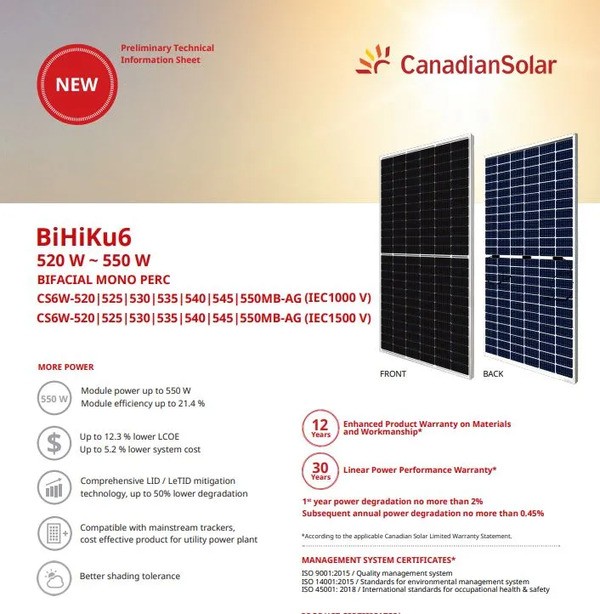 Preliminary Technical
Information Sheet
NEW
CanadianSolar
BiHiKu6
520 W ~ 550 W
BIFACIAL MONO PERC
CS6W-520|525|530|535|540|545|550MB-AG (IEC1000 V)
CS6W-520|525|530|535|540|545|550MB-AG (IEC1500 V)
FRONT
BACK
MORE POWER
550 W
Module power up to 550 W
Module efficiency up to 21.4 %
$
Up to 12.3 % lower LCOE
Up to 5.2 % lower system cost
Comprehensive LID / LeTID mitigation
technology, up to 50% lower degradation
Compatible with mainstream trackers,
cost effective product for utility power plant
Better shading tolerance
12
Years
Enhanced Product Warranty on Materials
and Workmanship*
30
Years
Linear Power Performance Warranty*
1st year power degradation no more than 2%
Subsequent annual power degradation no more than 0.45%
*According to the applicable Canadian Solar Limited Warranty Statement.
MANAGEMENT SYSTEM CERTIFICATES*
ISO 9001:2015 / Quality management system
ISO 14001:2015 / Standards for environmental management system
ISO 45001: 2018 / International standards for occupational health & safety